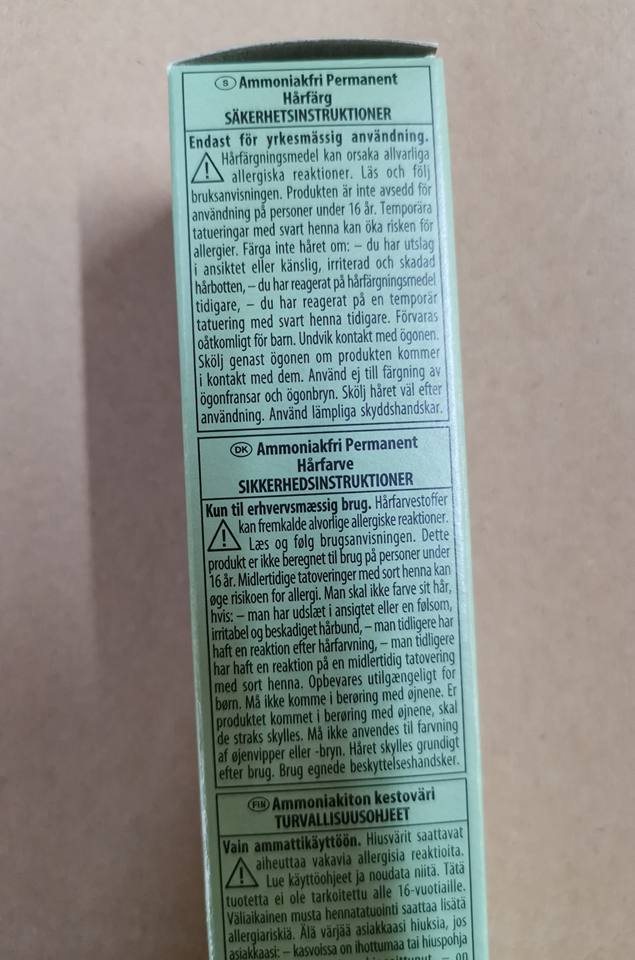 S Ammoniakfri Permanent
Hårfärg
SÄKERHETSINSTRUKTIONER
Endast för yrkesmässig användning.
Hårfärgningsmedel kan orsaka allvarliga
allergiska reaktioner. Läs och följ
bruksanvisningen. Produkten är inte avsedd för
användning på personer under 16 år. Temporära
tatueringar med svart henna kan öka risken för
allergier. Färga inte håret om: – du har utslag
i ansiktet eller känslig, irriterad och skadad
hårbotten, – du har reagerat på hårfärgningsmedel
tidigare, – du har reagerat på en temporär
tatuering med svart henna tidigare. Förvaras
oåtkomligt för barn. Undvik kontakt med ögonen.
Skölj genast ögonen om produkten kommer
i kontakt med dem. Använd ej till färgning av
ögonfransar och ögonbryn. Skölj håret väl efter
användning. Använd lämpliga skyddshandskar.
DK Ammoniakfri Permanent
Hårfarve
SIKKERHEDSINSTRUKTIONER
Kun til erhvervsmæssig brug. Hårfarvestoffer
kan fremkalde alvorlige allergiske reaktioner.
Læs og følg brugsanvisningen. Dette
produkt er ikke beregnet til brug på personer under
16 år. Midlertidige tatoveringer med sort henna kan
øge risikoen for allergi. Man skal ikke farve sit hår,
hvis: – man har udslæt i ansigtet eller en følsom,
irritabel og beskadiget hårbund, – man tidligere har
haft en reaktion efter hårfarvning, – man tidligere
har haft en reaktion på en midlertidig tatovering
med sort henna. Opbevares utilgængeligt for
børn. Må ikke komme i berøring med øjnene. Er
produktet kommet i berøring med øjnene, skal
de straks skylles. Må ikke anvendes til farvning
af øjenvipper eller -bryn. Håret skylles grundigt
efter brug. Brug egnede beskyttelseshandsker.
FIN Ammoniakiton kestoväri
TURVALLISUUSOHJEET
Vain ammattikäyttöön. Hiusvärit saattavat
aiheuttaa vakavia allergisia reaktioita.
Lue käyttöohjeet ja noudata niitä. Tätä
tuotetta ei ole tarkoitettu alle 16-vuotiaille.
Väliaikainen musta hennatatuointi saattaa lisätä
allergiariskiä. Älä värjää asiakkaasi hiuksia, jos
asiakkaasi: – kasvoissa on ihottumaa tai hiuspohja
– on